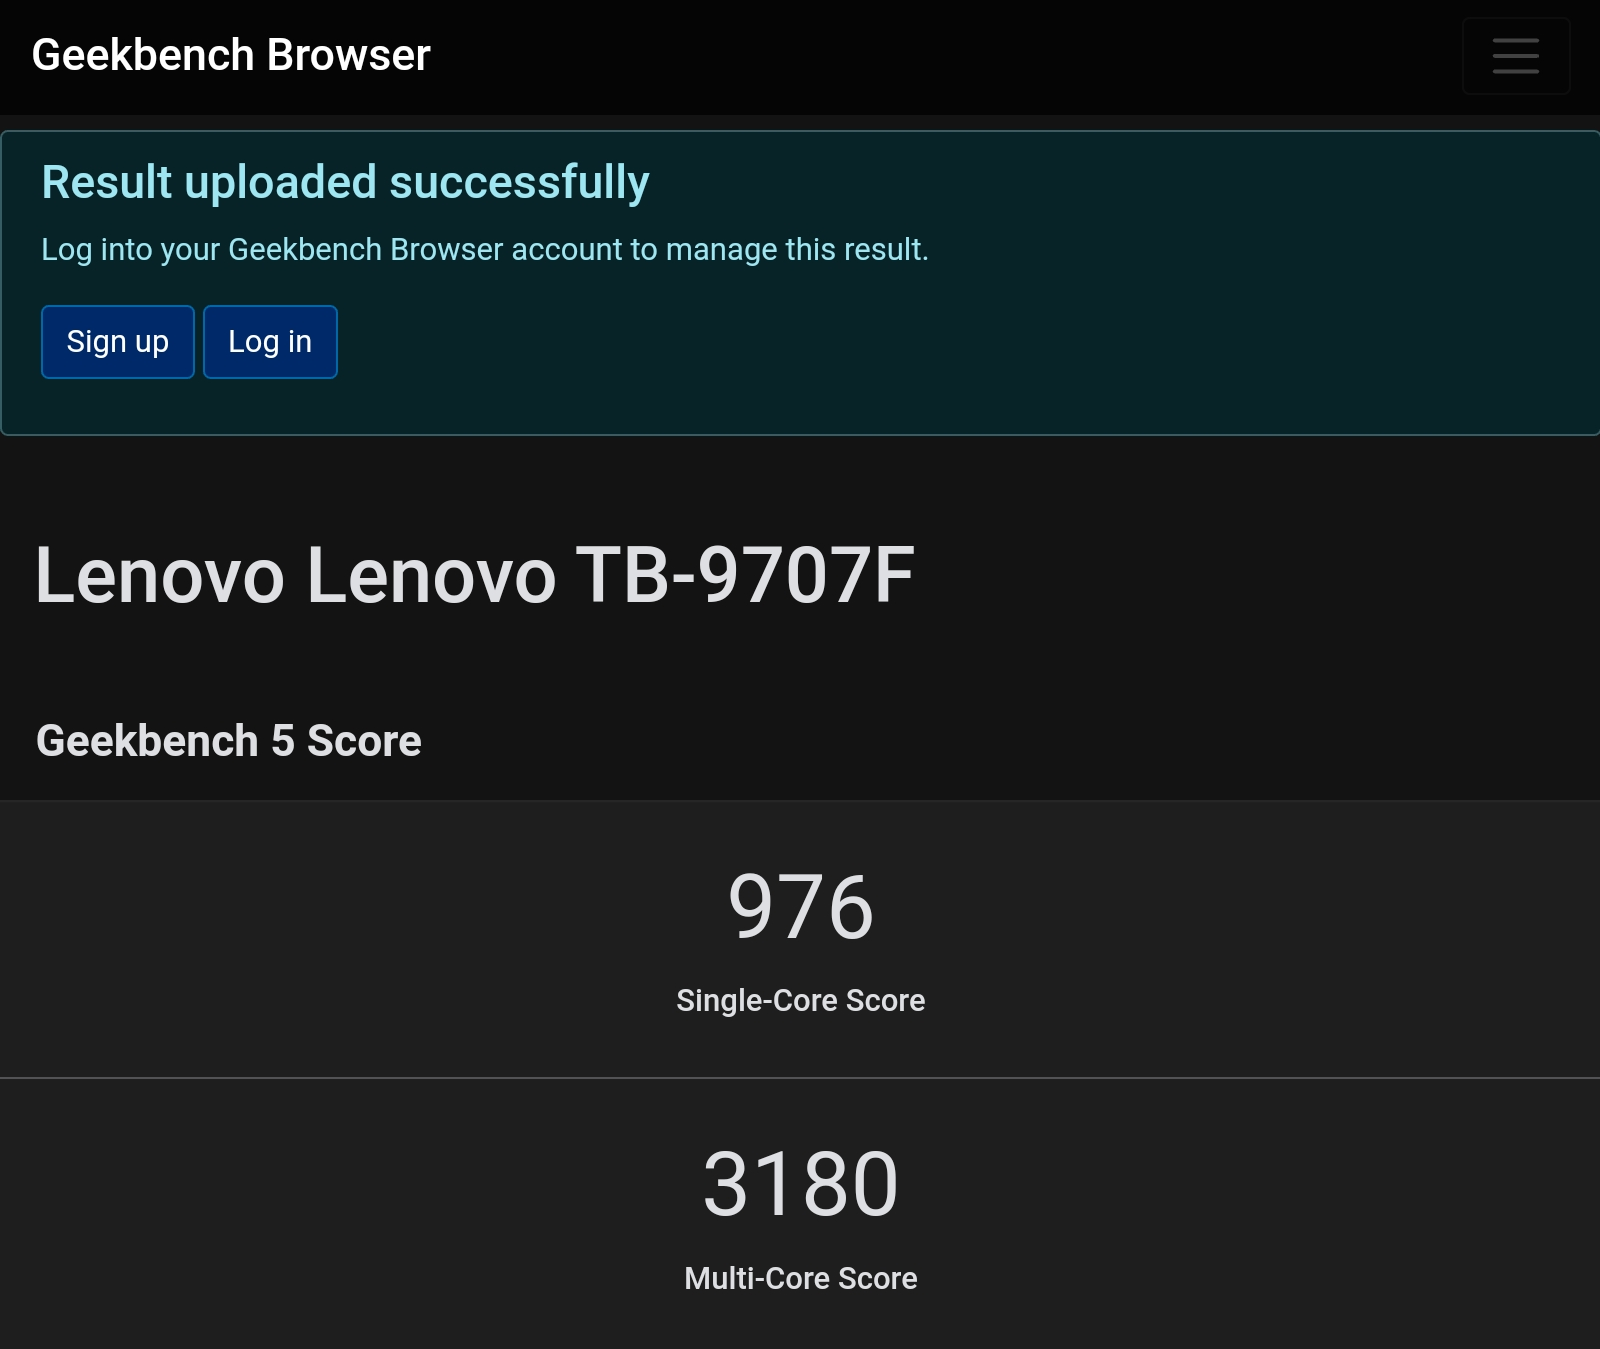 Geekbench Browser
Result uploaded successfully
Log into your Geekbench Browser account to manage this result.
Sign up Log in
Lenovo Lenovo TB-9707F
Geekbench 5 Score
976
Single-Core Score
3180
Multi-Core Score